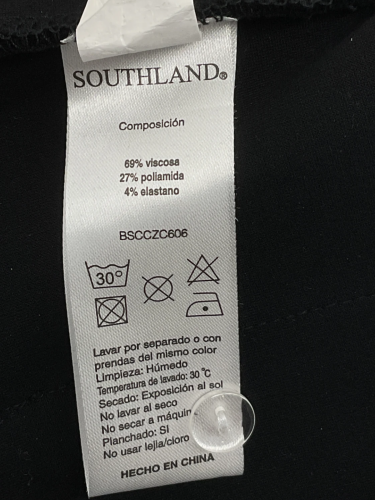 SOUTHLAND®
Composición
69% viscosa
27% poliamida
4% elastano
BSCCZC606
30°
Lavar por separado o con
prendas del mismo color
Limpieza: Húmedo
Temperatura de lavado: 30 °C
Secado: Exposición al sol
No lavar al seco
No secar a máquin
Planchado: SI
No usar lejía/cloro
HECHO EN CHINA